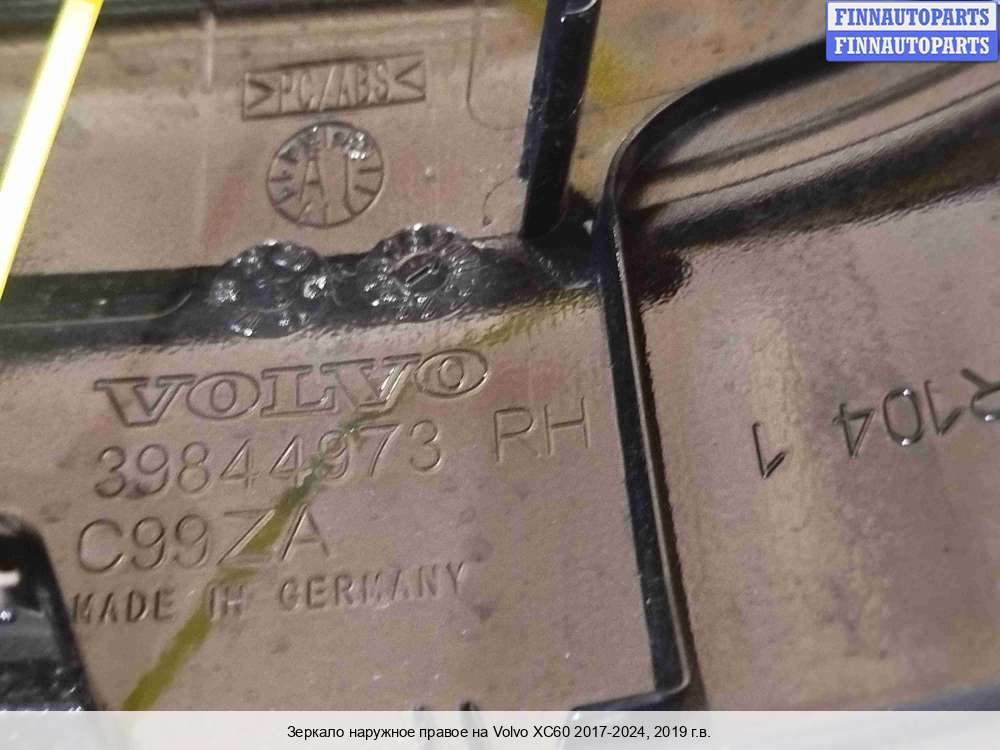 FINNAUTOPARTS
FINNAUTOPARTS
>PC/ABS<
VOLVO
39844973 RH
C99ZA
MADE IN GERMANY
R104
1
Зеркало наружное правое на Volvo XC60 2017-2024, 2019 г.в.